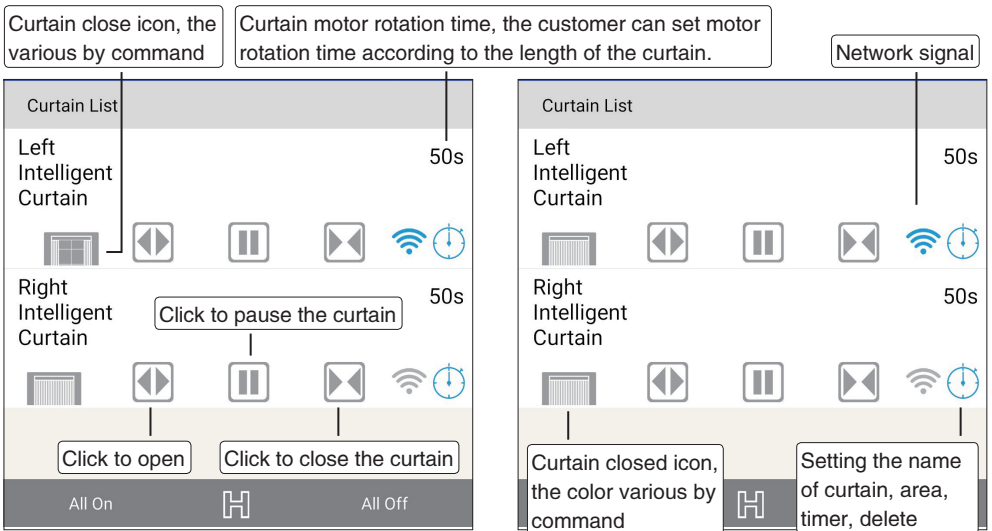 Curtain close icon, the
various by command
Curtain motor rotation time, the customer can set motor
rotation time according to the length of the curtain.
Network signal
Curtain List
Left
Intelligent
Curtain
50s
Right
Intelligent
Curtain
50s
Click to pause the curtain
Click to open
Click to close the curtain
All On
All Off
Curtain List
Left
Intelligent
Curtain
50s
Right
Intelligent
Curtain
50s
Curtain closed icon,
the color various by
command
Setting the name
of curtain, area,
timer, delete